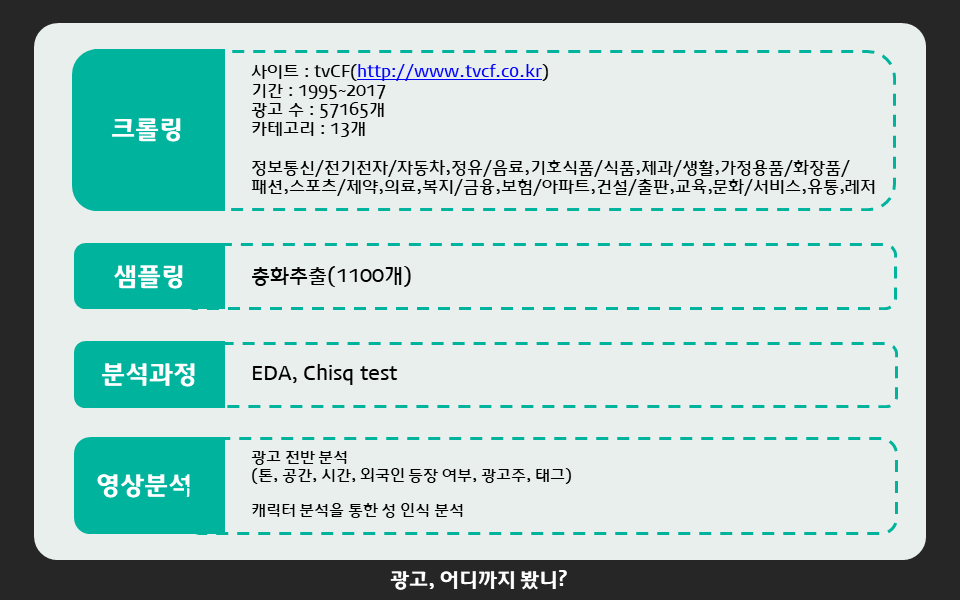 크롤링
사이트 : tvCF(http://www.tvcf.co.kr)
기간 : 1995~2017
광고 수 : 57165개
카테고리 : 13개
정보통신/전기전자/자동차,정유/음료,기호식품/식품,제과/생활,가정용품/화장품/
패션,스포츠/제약,의료,복지/금융,보험/아파트,건설/출판,교육,문화/서비스,유통,레저
샘플링
층화추출(1100개)
분석과정
EDA, Chisq test
영상분석
광고 전반 분석
(톤, 공간, 시간, 외국인 등장 여부, 광고주, 태그)
캐릭터 분석을 통한 성 인식 분석
광고, 어디까지 봤니?